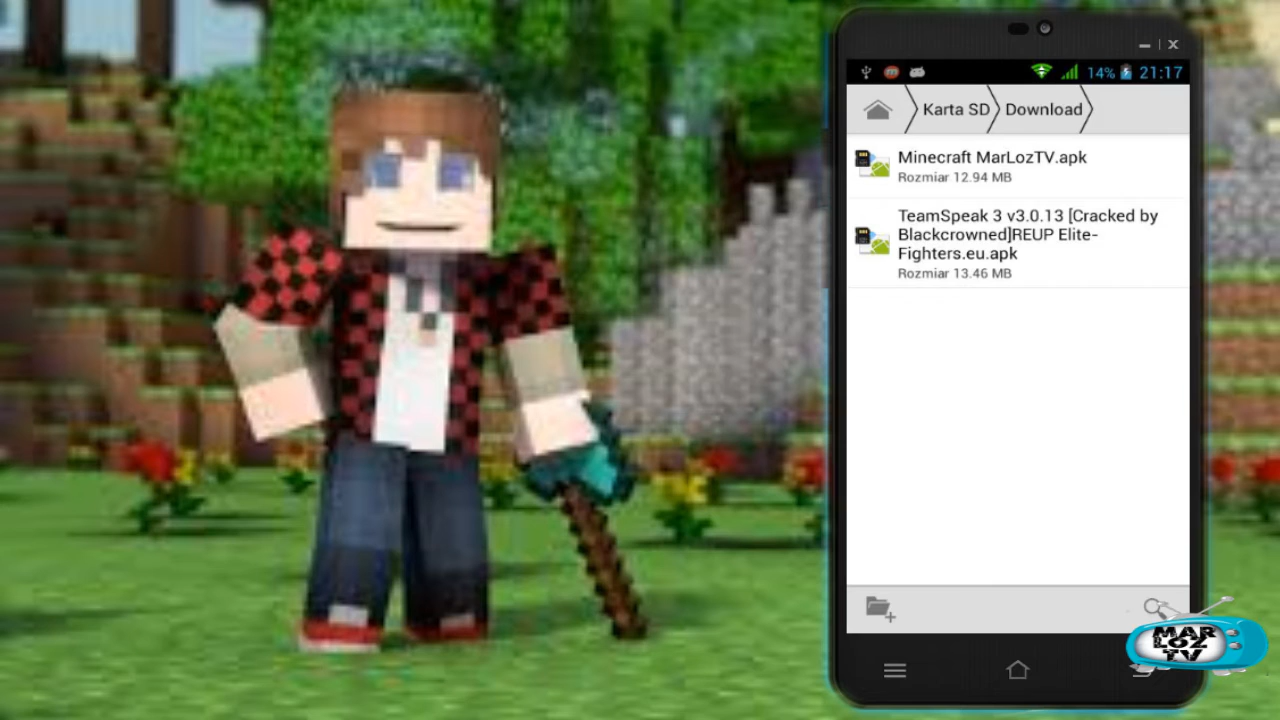 14% 21:17
Karta SD Download
Minecraft MarLozTV.apk
Rozmiar 12.94 MB
TeamSpeak 3 v3.0.13 [Cracked by
Blackcrowned]REUP Elite-
Fighters.eu.apk
Rozmiar 13.46 MB
MAR
LOZ
TV